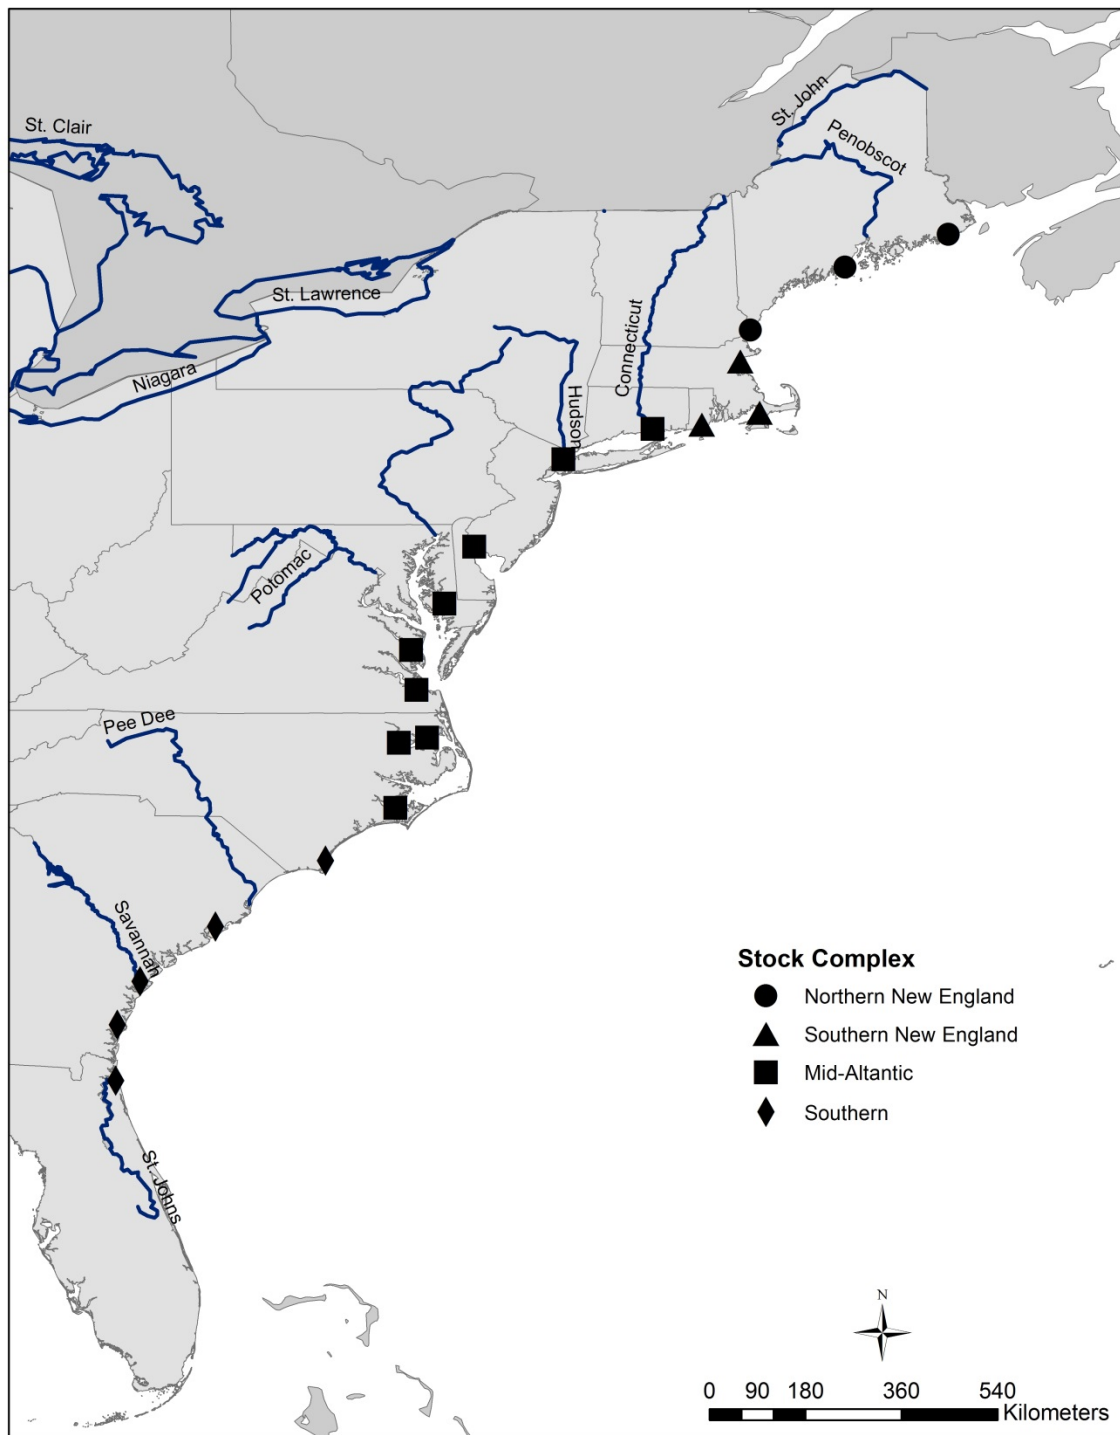 St. John
St. Clair
Penobscot
St. Lawrence
Connecticut
Niagara
Hudson
Potomac
Pee Dee
Savannah
St. Johns
Stock Complex
Northern New England
Southern New England
Mid-Altantic
Southern
N
0 90 180 360 540
Kilometers